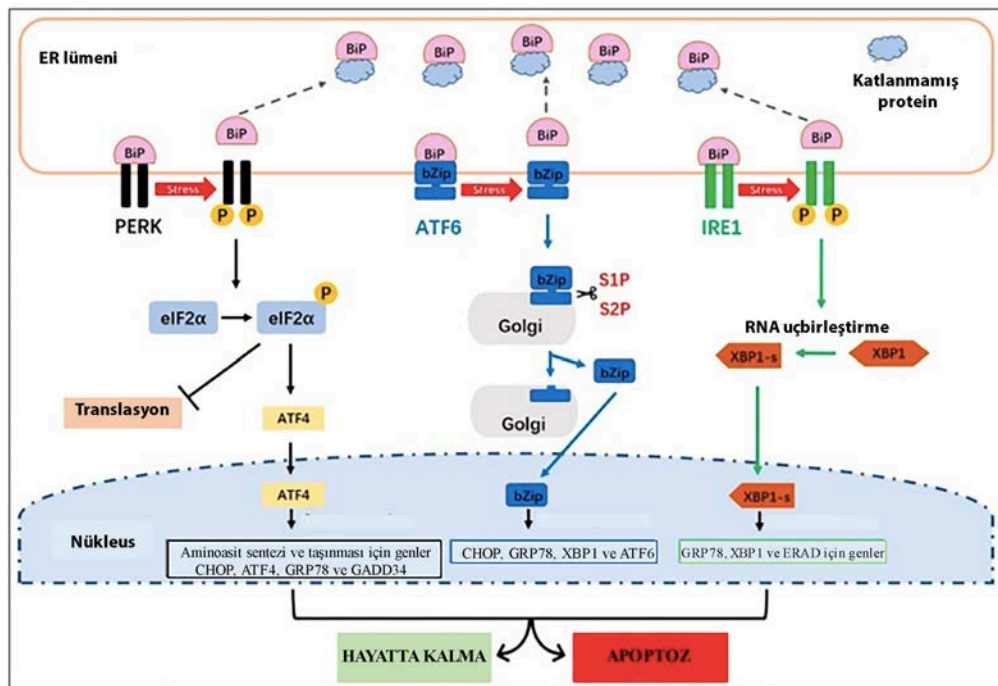 BiP
BiP
BiP
BiP
BiP
ER lümeni
Katlanmamış
protein
BiP
BiP
BiP
BiP
BiP
BiP
bZip
bZip
Stress
Stress
Stress
P P
P P
PERK
ATF6
IRE1
bZip
S1P
S2P
P
eIF2α
eIF2α
Golgi
RNA uçbirleştirme
XBP1-s
XBP1
bZip
Translasyon
ATF4
Golgi
ATF4
bZip
XBP1-s
Nükleus
Aminoasit sentezi ve taşınması için genler
CHOP, ATF4, GRP78 ve GADD34
CHOP, GRP78, XBP1 ve ATF6
GRP78, XBP1 ve ERAD için genler
HAYATTA KALMA
APOPTOZ